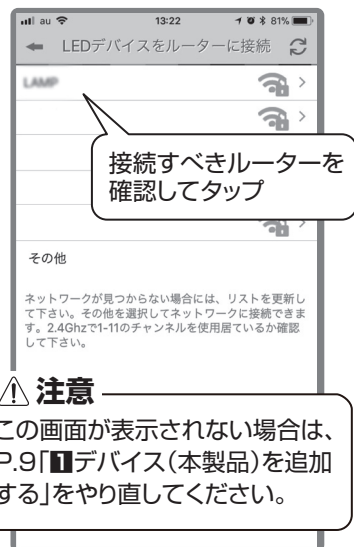 au 13:22 81%
LEDデバイスをルーターに接続
LAMP
接続すべきルーターを
確認してタップ
その他
ネットワークが見つからない場合には、リストを更新し
て下さい。その他を選択してネットワークに接続できま
す。2.4Ghzで1-11のチャンネルを使用居ているか確認
して下さい。
注意
この画面が表示されない場合は、
P.9「1デバイス(本製品)を追加
する」をやり直してください。